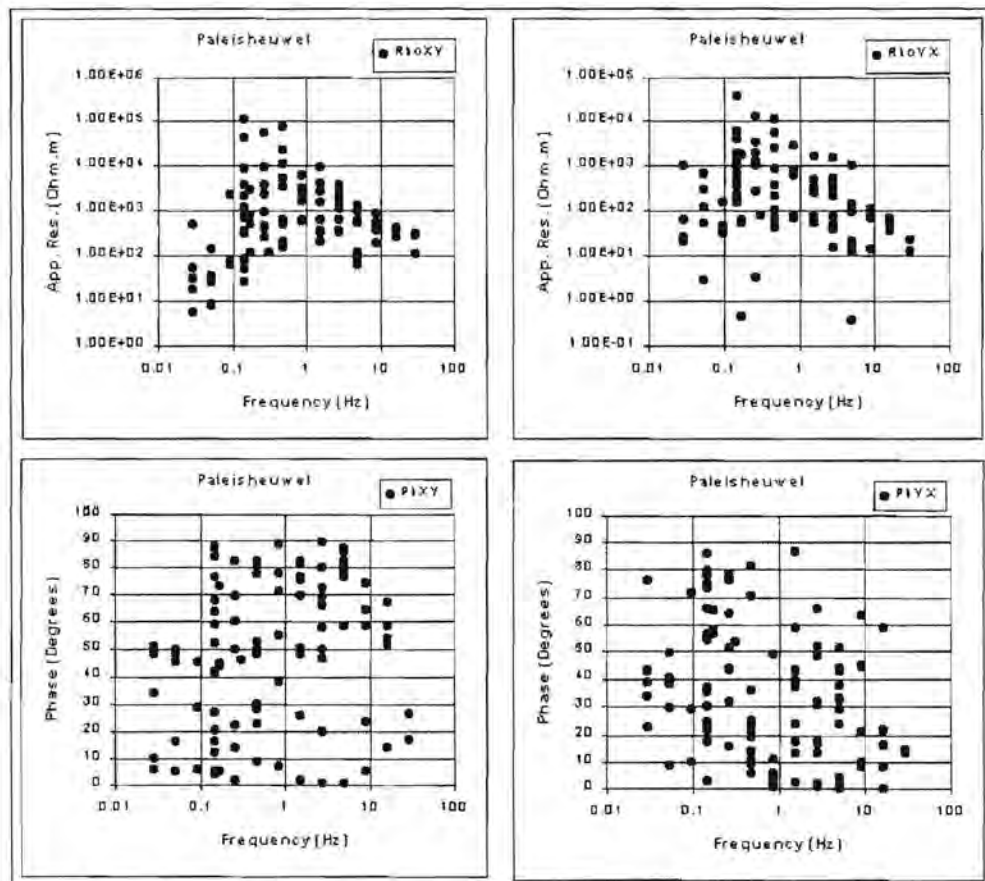 Paleisheuwel
RhoXY
1.00E+06
1.00E+05
1.00E+04
1.00E+03
1.00E+02
1.00E+01
1.00E+00
App. Res. (Ohm.m)
0.01 0.1 1 10 100
Frequency (Hz)
Paleisheuwel
RhoYX
1.00E+05
1.00E+04
1.00E+03
1.00E+02
1.00E+01
1.00E+00
1.00E-01
App. Res. (Ohm.m)
0.01 0.1 1 10 100
Frequency (Hz)
Paleisheuwel
PhXY
100
90
80
70
60
50
40
30
20
10
0
Phase (Degrees)
0.01 0.1 1 10 100
Frequency (Hz)
Paleisheuwel
PhYX
100
90
80
70
60
50
40
30
20
10
0
Phase (Degrees)
0.01 0.1 1 10 100
Frequency (Hz)